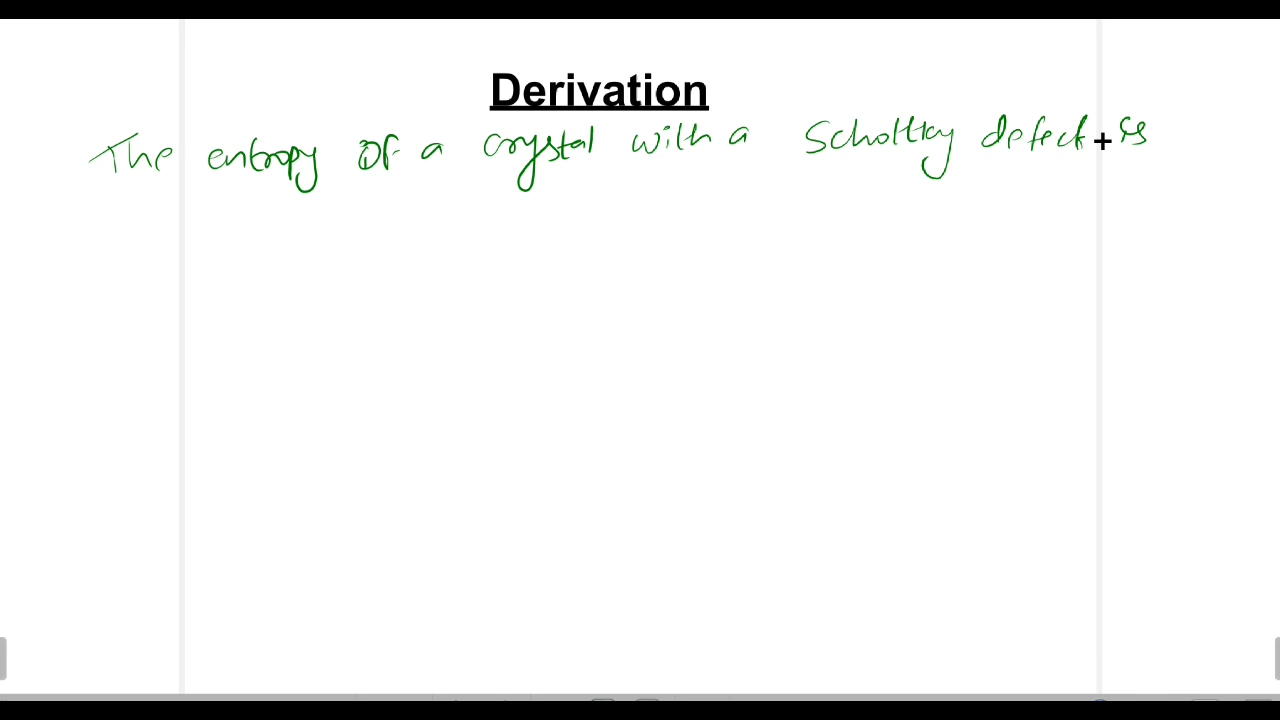 Derivation
The entropy of a crystal with a Schottky defect is